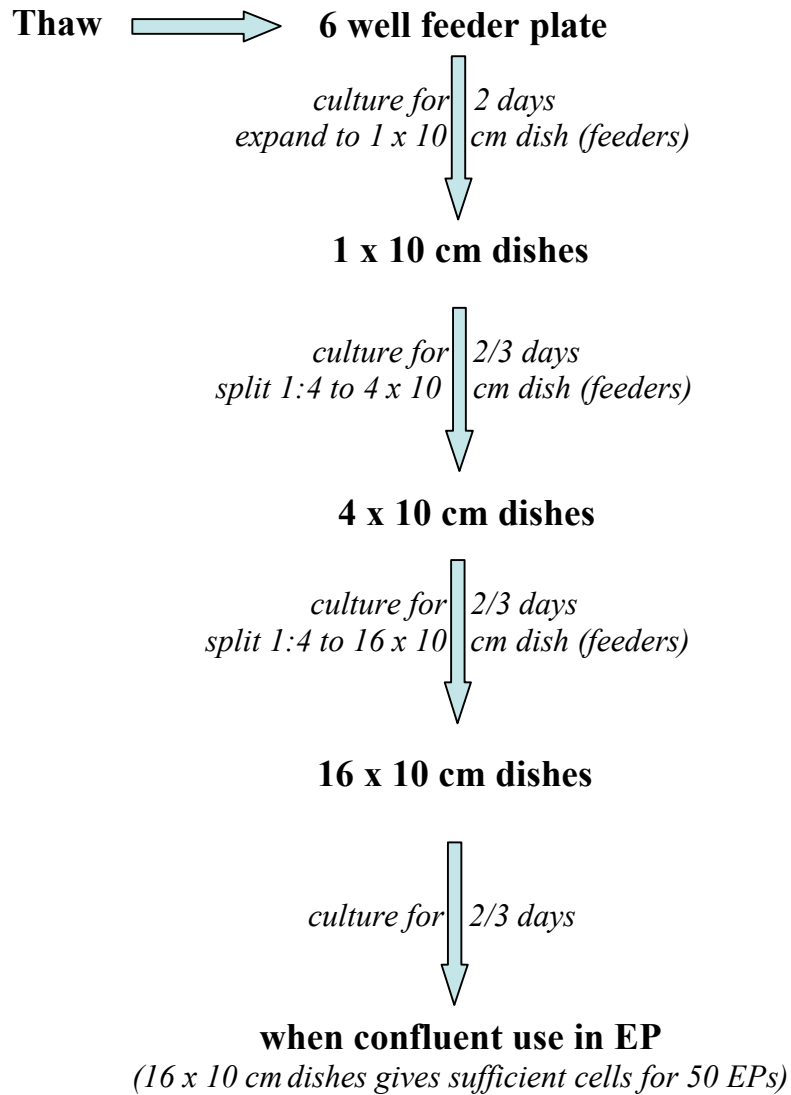 Thaw 6 well feeder plate
culture for 2 days
expand to 1 x 10 cm dish (feeders)
1 x 10 cm dishes
culture for 2/3 days
split 1:4 to 4 x 10 cm dish (feeders)
4 x 10 cm dishes
culture for 2/3 days
split 1:4 to 16 x 10 cm dish (feeders)
16 x 10 cm dishes
culture for 2/3 days
when confluent use in EP
(16 x 10 cm dishes gives sufficient cells for 50 EPs)